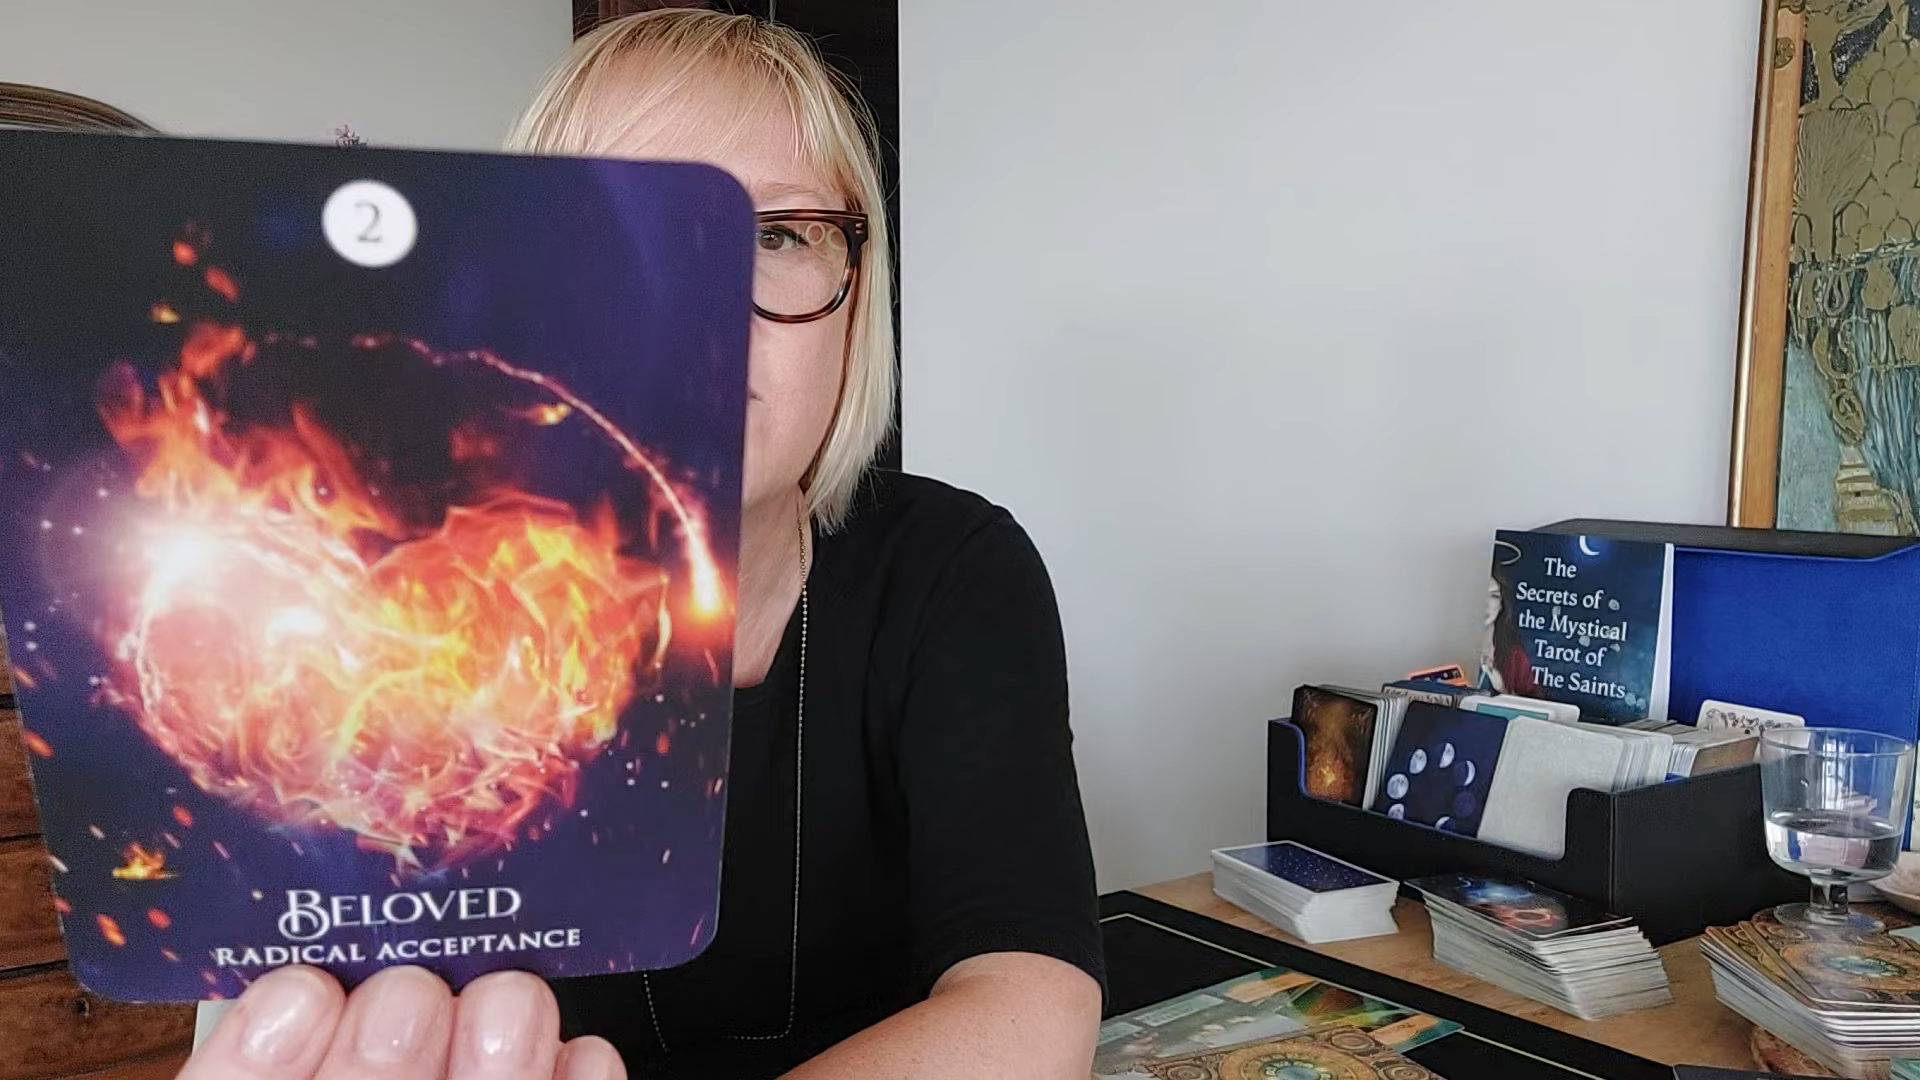 2
BELOVED
RADICAL ACCEPTANCE
The
Secrets of
the Mystical
Tarot of
The Saints